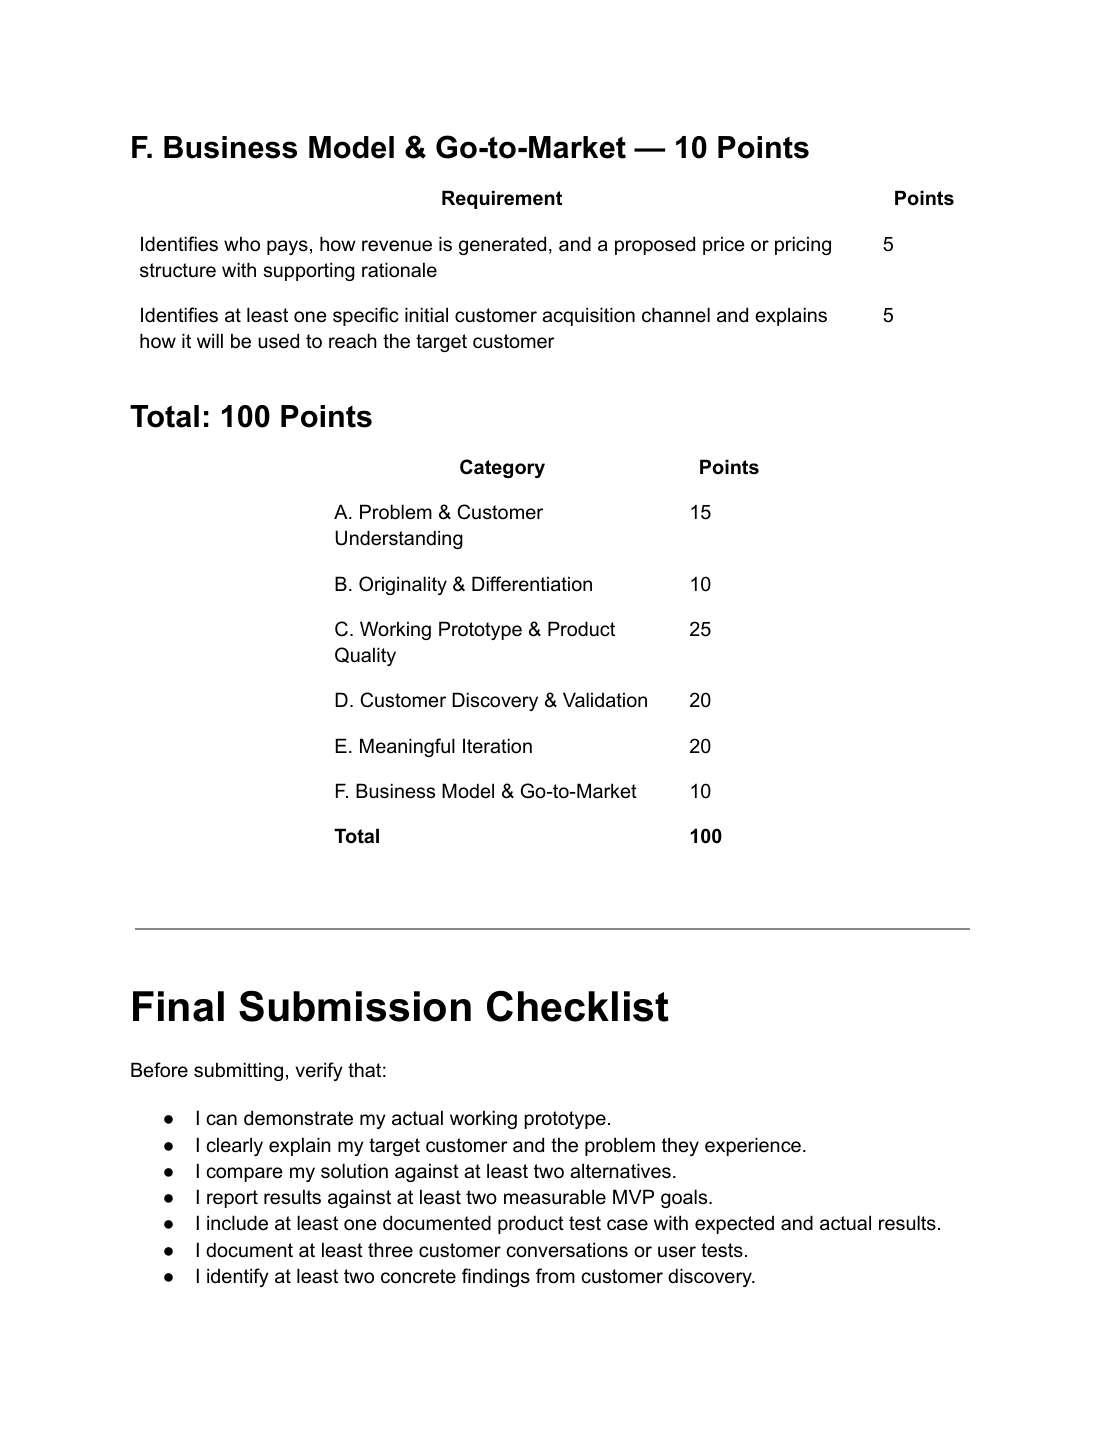 F. Business Model & Go-to-Market — 10 Points
Requirement Points
Identifies who pays, how revenue is generated, and a proposed price or pricing 5
structure with supporting rationale
Identifies at least one specific initial customer acquisition channel and explains 5
how it will be used to reach the target customer
Total: 100 Points
Category Points
A. Problem & Customer 15
Understanding
B. Originality & Differentiation 10
C. Working Prototype & Product 25
Quality
D. Customer Discovery & Validation 20
E. Meaningful Iteration 20
F. Business Model & Go-to-Market 10
Total 100
Final Submission Checklist
Before submitting, verify that:
● I can demonstrate my actual working prototype.
● I clearly explain my target customer and the problem they experience.
● I compare my solution against at least two alternatives.
● I report results against at least two measurable MVP goals.
● I include at least one documented product test case with expected and actual results.
● I document at least three customer conversations or user tests.
● I identify at least two concrete findings from customer discovery.